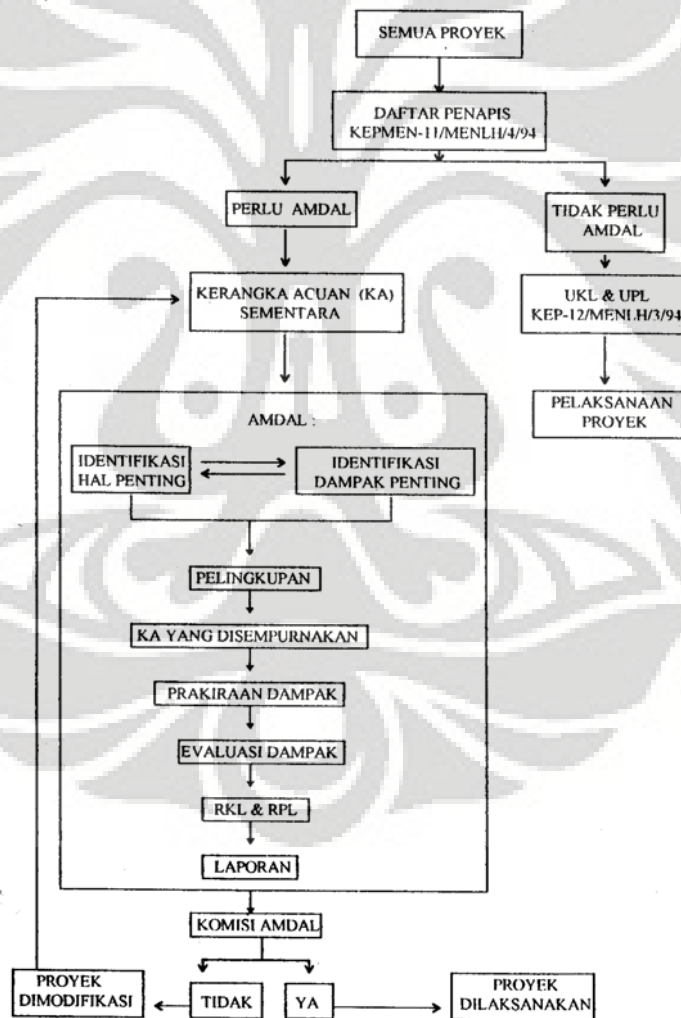 SEMUA PROYEK
DAFTAR PENAPIS
KEPMEN-11/MENLH/4/94
PERLU AMDAL
TIDAK PERLU
AMDAL
KERANGKA ACUAN (KA)
SEMENTARA
UKL & UPL
KEP-12/MENLH/3/94
PELAKSANAAN
PROYEK
AMDAL :
IDENTIFIKASI
HAL PENTING
IDENTIFIKASI
DAMPAK PENTING
PELINGKUPAN
KA YANG DISEMPURNAKAN
PRAKIRAAN DAMPAK
EVALUASI DAMPAK
RKL & RPL
LAPORAN
KOMISI AMDAL
PROYEK
DIMODIFIKASI
TIDAK
YA
PROYEK
DILAKSANAKAN